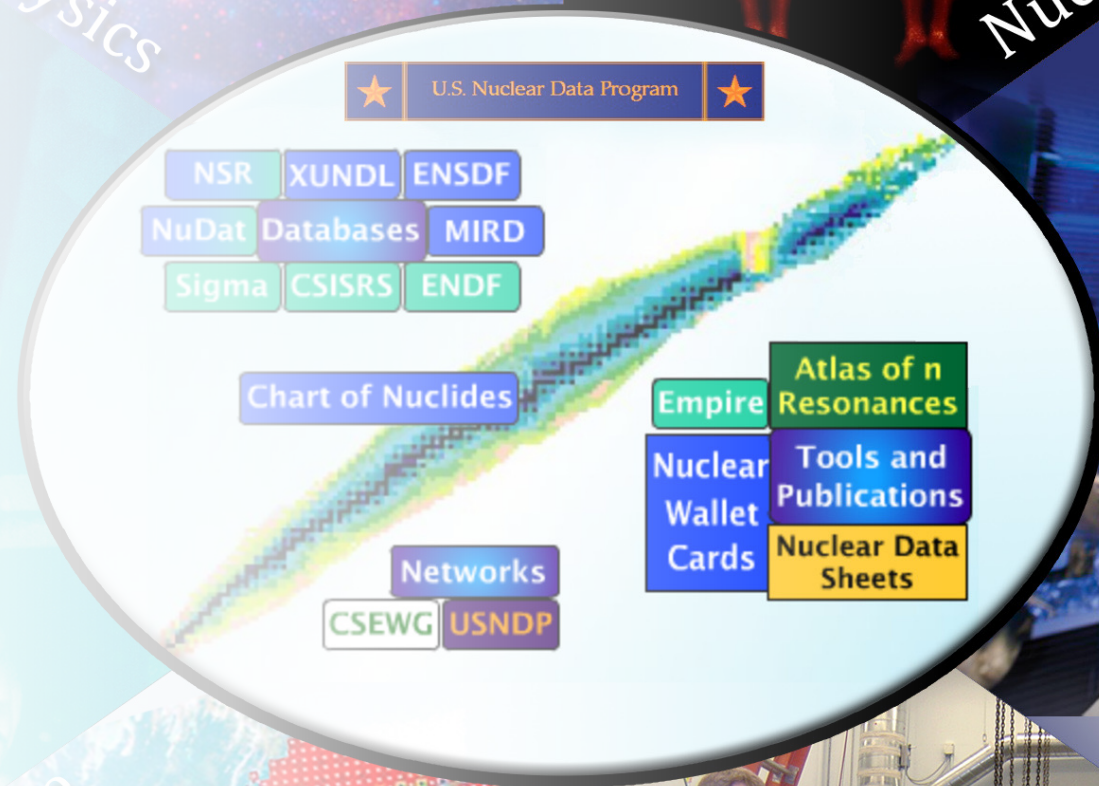 U.S. Nuclear Data Program
NSR XUNDL ENSDF
NuDat Databases MIRD
Sigma CSISRS ENDF
Chart of Nuclides
Empire
Atlas of n
Resonances
Nuclear
Wallet
Cards
Tools and
Publications
Nuclear Data
Sheets
Networks
CSEWG USNDP